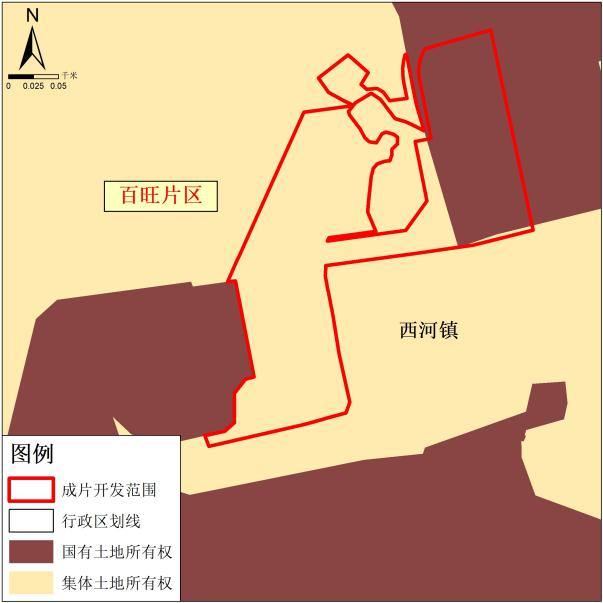 N
千米
0 0.025 0.05
百旺片区
西河镇
图例
成片开发范围
行政区划线
国有土地所有权
集体土地所有权